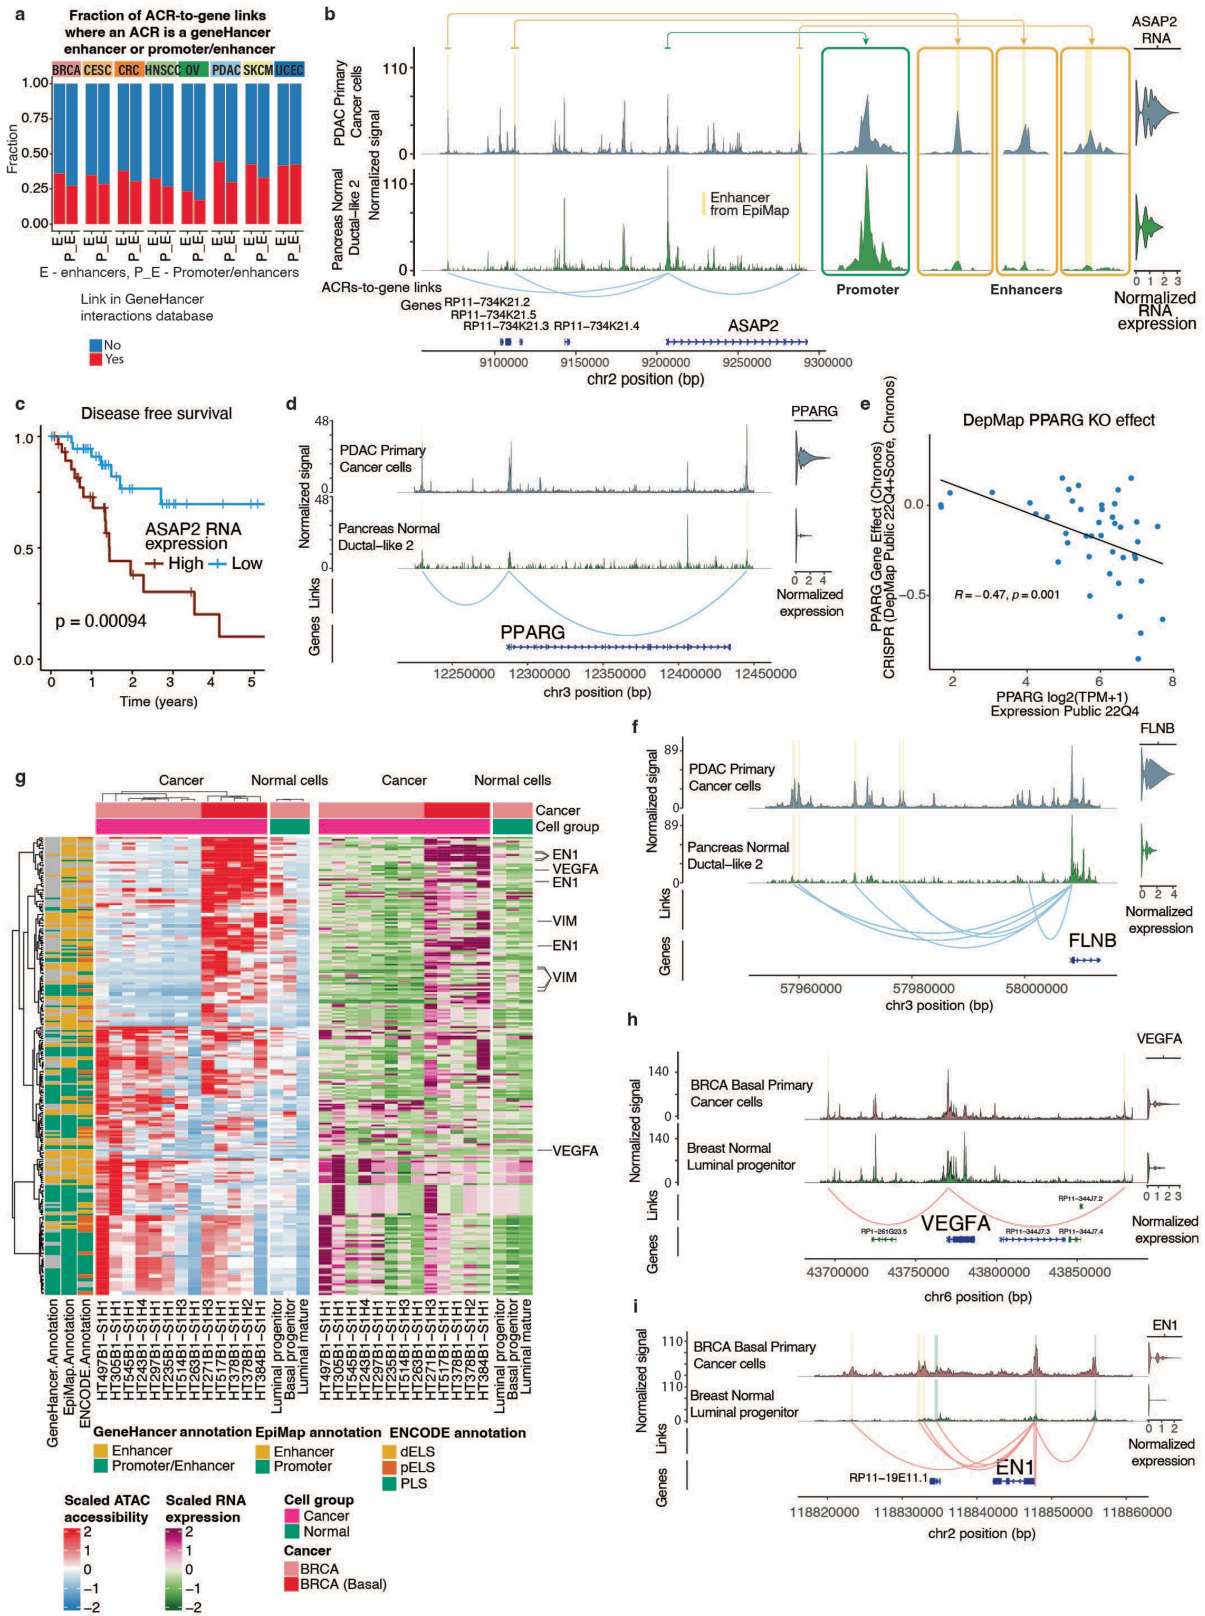 a
Fraction of ACR-to-gene links
where an ACR is a geneHancer
enhancer or promoter/enhancer
BRCA CESC CRC HNSCC OV PDAC SKCM UCEC
1.00
0.75
0.50
0.25
0.00
Fraction
E P_E E P_E E P_E E P_E E P_E E P_E E P_E E P_E
E - enhancers, P_E - Promoter/enhancers
Link in GeneHancer
interactions database
No
Yes
b
PDAC Primary
Cancer cells
Pancreas Normal
Ductal-like 2
Normalized signal
110
0
110
0
Enhancer
from EpiMap
ACRs-to-gene links
Genes
RP11-734K21.2
RP11-734K21.5
RP11-734K21.3
RP11-734K21.4
ASAP2
9100000 9150000 9200000 9250000 9300000
chr2 position (bp)
Promoter
Enhancers
ASAP2
RNA
0 1 2 3
Normalized
RNA
expression
c
Disease free survival
1.0
0.5
0.0
ASAP2 RNA
expression
High Low
p = 0.00094
0 1 2 3 4 5
Time (years)
d
Normalized signal
48
0
48
0
PDAC Primary
Cancer cells
Pancreas Normal
Ductal-like 2
Links
Genes
PPARG
12250000 12300000 12350000 12400000 12450000
chr3 position (bp)
PPARG
0 2 4
Normalized
expression
e
DepMap PPARG KO effect
PPARG Gene Effect (Chronos)
CRISPR (DepMap Public 22Q4+Score, Chronos)
0.0
-0.5
R = -0.47, p = 0.001
2 4 6 8
PPARG log2(TPM+1)
Expression Public 22Q4
f
Normalized signal
89
0
89
0
PDAC Primary
Cancer cells
Pancreas Normal
Ductal-like 2
Links
Genes
FLNB
57960000 57980000 58000000
chr3 position (bp)
FLNB
0 2 4
Normalized
expression
g
Cancer Normal cells Cancer Normal cells
Cancer
Cell group
EN1
VEGFA
EN1
VIM
EN1
VIM
VEGFA
GeneHancer.Annotation
EpiMap.Annotation
ENCODE.Annotation
HT497B1-S1H1
HT305B1-S1H1
HT545B1-S1H1
HT243B1-S1H4
HT297B1-S1H1
HT235B1-S1H1
HT514B1-S1H3
HT263B1-S1H1
HT271B1-S1H3
HT517B1-S1H1
HT378B1-S1H1
HT378B1-S1H2
HT384B1-S1H1
Luminal progenitor
Basal progenitor
Luminal mature
HT497B1-S1H1
HT305B1-S1H1
HT545B1-S1H1
HT243B1-S1H4
HT297B1-S1H1
HT235B1-S1H1
HT514B1-S1H3
HT263B1-S1H1
HT271B1-S1H3
HT517B1-S1H1
HT378B1-S1H1
HT378B1-S1H2
HT384B1-S1H1
Luminal progenitor
Basal progenitor
Luminal mature
GeneHancer annotation
Enhancer
Promoter/Enhancer
EpiMap annotation
Enhancer
Promoter
ENCODE annotation
dELS
pELS
PLS
Scaled ATAC
accessibility
2
1
0
-1
-2
Scaled RNA
expression
2
1
0
-1
-2
Cell group
Cancer
Normal
Cancer
BRCA
BRCA (Basal)
h
Normalized signal
140
0
140
0
BRCA Basal Primary
Cancer cells
Breast Normal
Luminal progenitor
Links
Genes
VEGFA
RP1-261G23.5
RP11-344J7.2
RP11-344J7.3
RP11-344J7.4
43700000 43750000 43800000 43850000
chr6 position (bp)
VEGFA
0 1 2 3
Normalized
expression
i
Normalized signal
110
0
110
0
BRCA Basal Primary
Cancer cells
Breast Normal
Luminal progenitor
Links
Genes
RP11-19E11.1
EN1
118820000 118830000 118840000 118850000 118860000
chr2 position (bp)
EN1
0 1 2
Normalized
expression